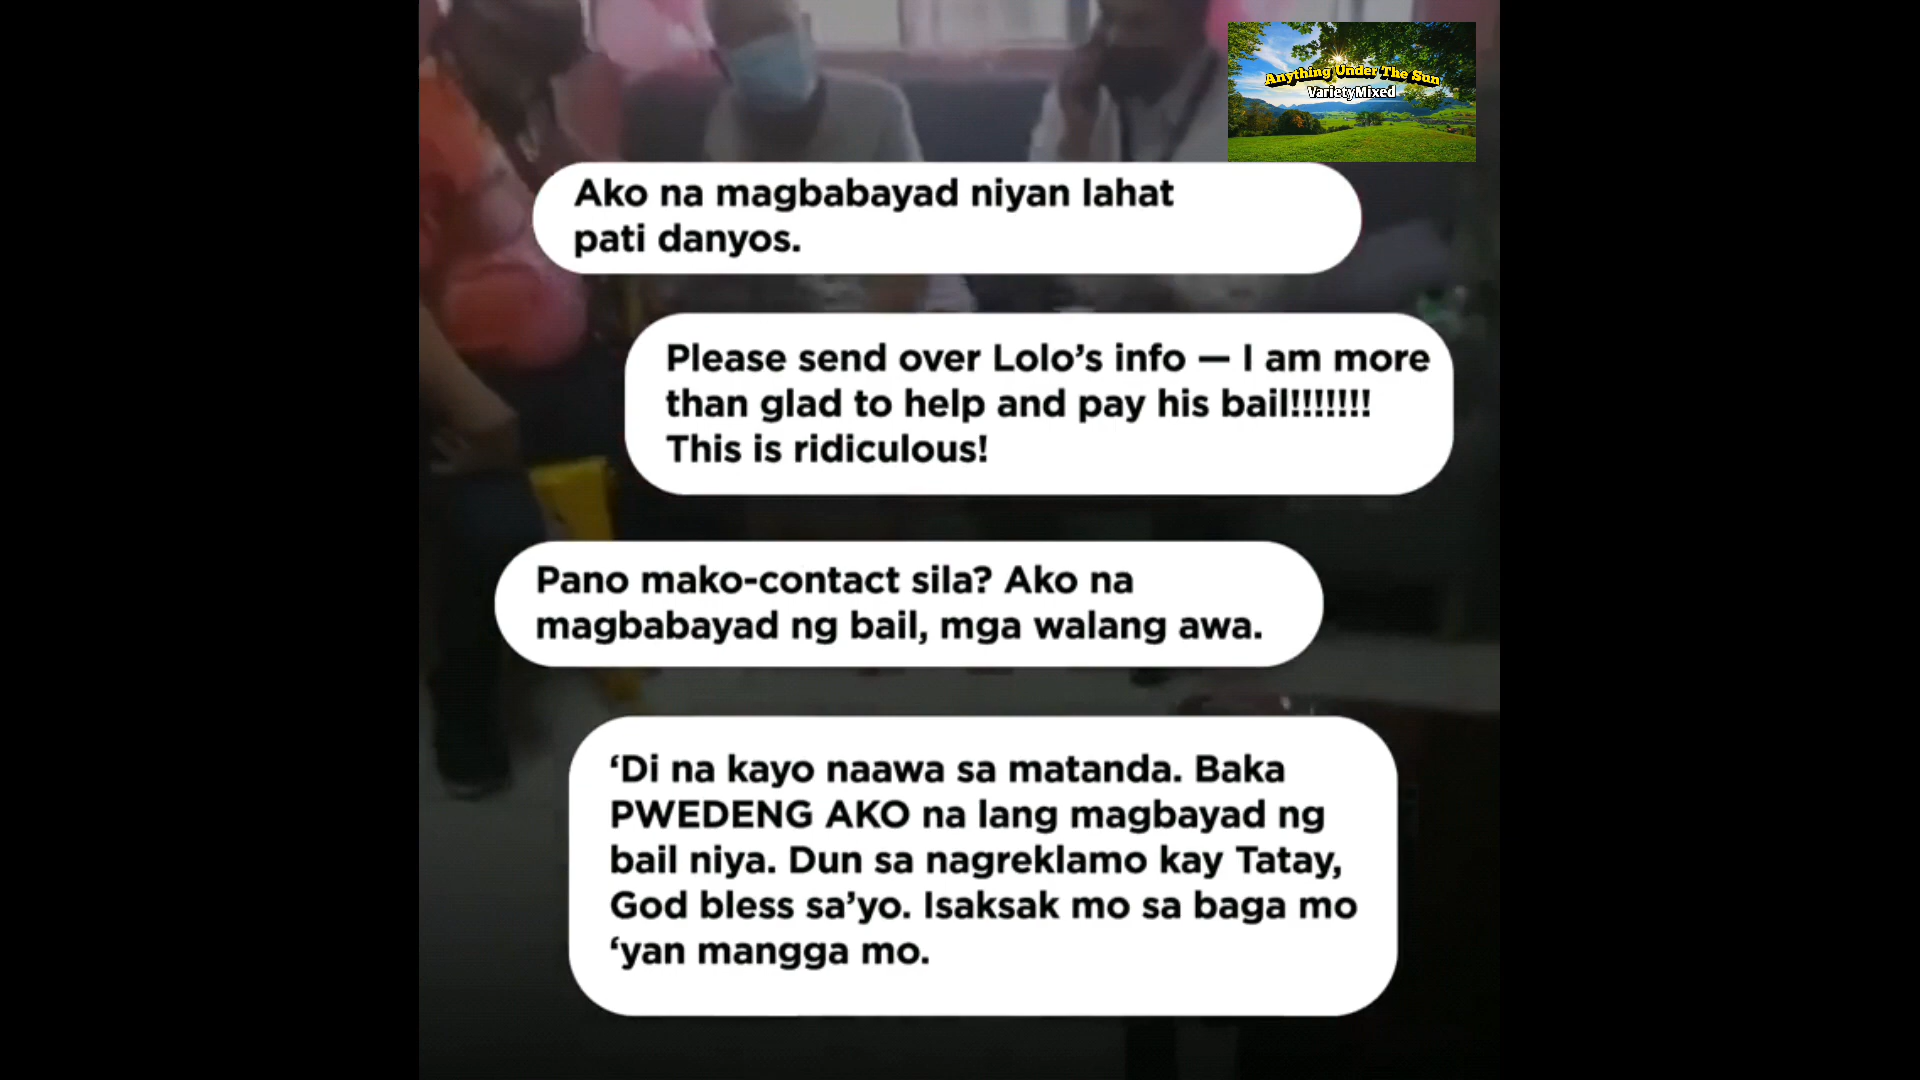 Anything Under The Sun
VarietyMixed
Ako na magbabayad niyan lahat
pati danyos.
Please send over Lolo’s info — I am more
than glad to help and pay his bail!!!!!!!
This is ridiculous!
Pano mako-contact sila? Ako na
magbabayad ng bail, mga walang awa.
‘Di na kayo naawa sa matanda. Baka
PWEDENG AKO na lang magbayad ng
bail niya. Dun sa nagreklamo kay Tatay,
God bless sa’yo. Isaksak mo sa baga mo
‘yan mangga mo.